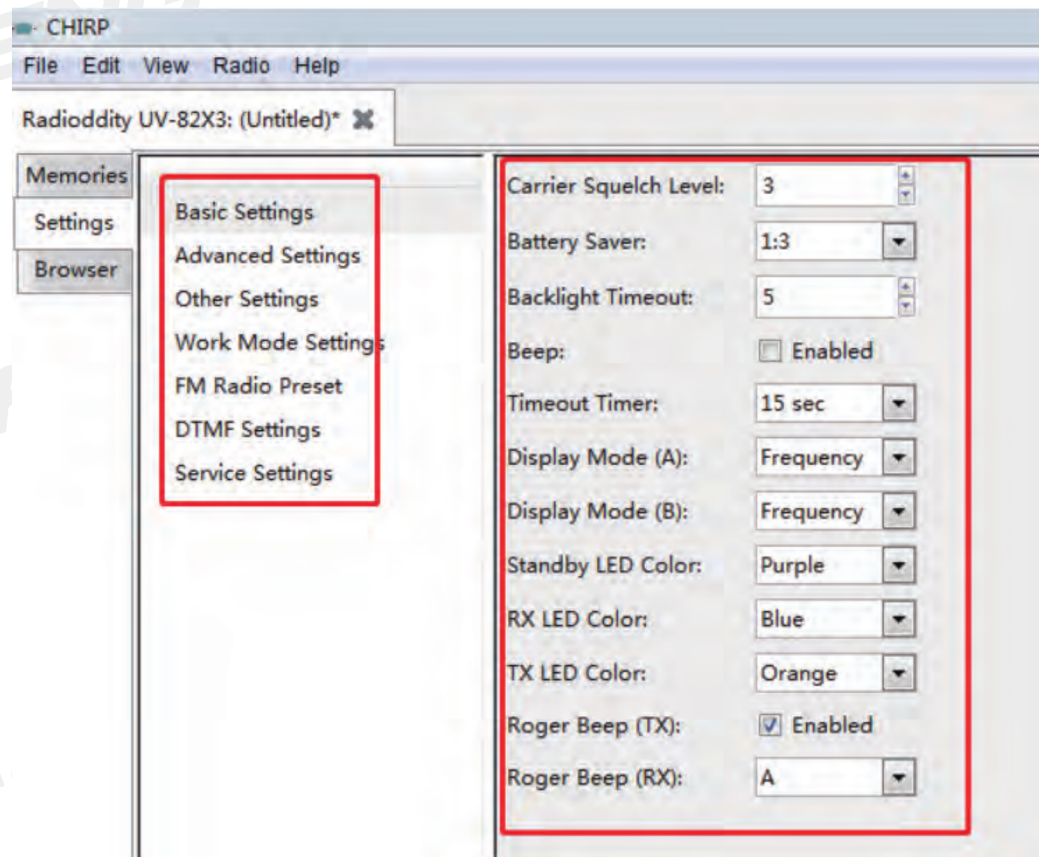 CHIRP
File Edit View Radio Help
Radioddity UV-82X3: (Untitled)*
Memories
Settings
Browser
Basic Settings
Advanced Settings
Other Settings
Work Mode Settings
FM Radio Preset
DTMF Settings
Service Settings
Carrier Squelch Level: 3
Battery Saver: 1:3
Backlight Timeout: 5
Beep: Enabled
Timeout Timer: 15 sec
Display Mode (A): Frequency
Display Mode (B): Frequency
Standby LED Color: Purple
RX LED Color: Blue
TX LED Color: Orange
Roger Beep (TX): Enabled
Roger Beep (RX): A